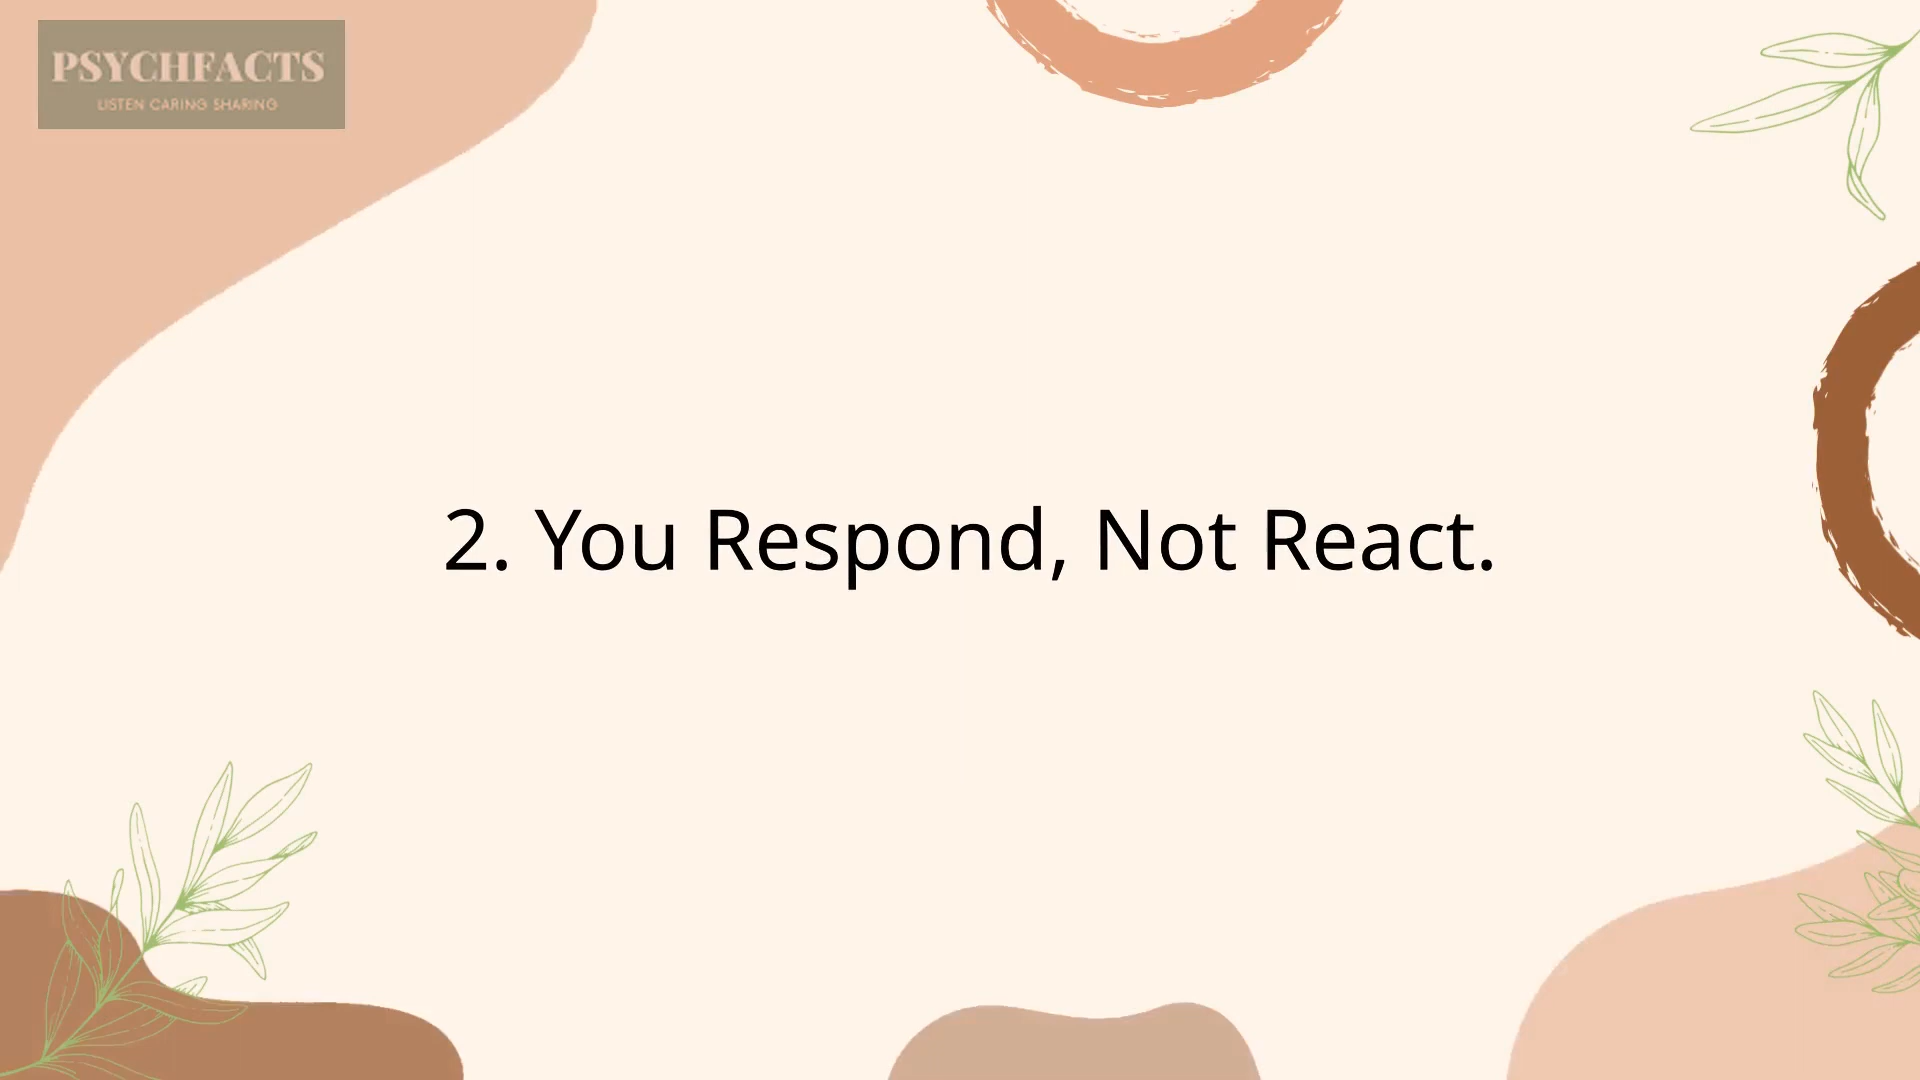 PSYCHFACTS
LISTEN CARING SHARING
2. You Respond, Not React.